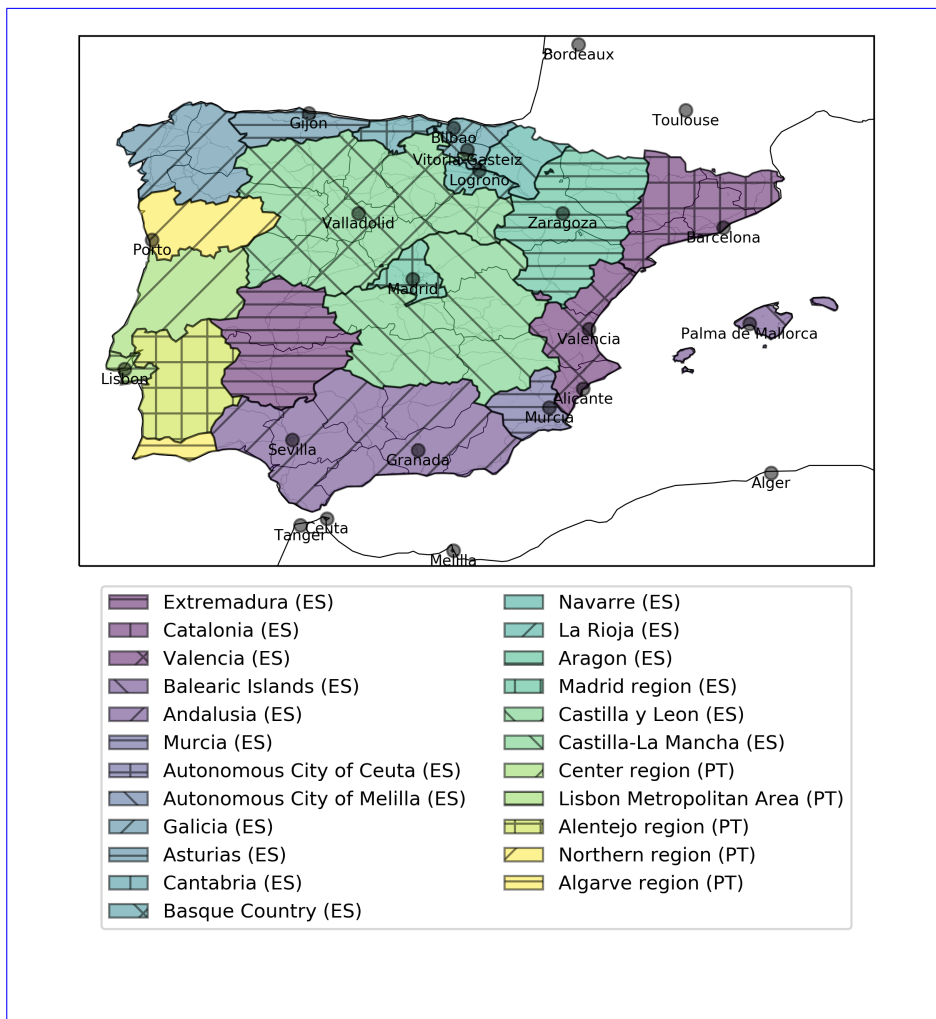 Bordeaux
Toulouse
Gijon
Bilbao
Vitoria-Gasteiz
Logroño
Valladolid
Zaragoza
Barcelona
Porto
Madrid
Palma de Mallorca
Valencia
Lisbon
Alicante
Murcia
Sevilla
Granada
Alger
Ceuta
Tanger
Melilla
Extremadura (ES)
Catalonia (ES)
Valencia (ES)
Balearic Islands (ES)
Andalusia (ES)
Murcia (ES)
Autonomous City of Ceuta (ES)
Autonomous City of Melilla (ES)
Galicia (ES)
Asturias (ES)
Cantabria (ES)
Basque Country (ES)
Navarre (ES)
La Rioja (ES)
Aragon (ES)
Madrid region (ES)
Castilla y Leon (ES)
Castilla-La Mancha (ES)
Center region (PT)
Lisbon Metropolitan Area (PT)
Alentejo region (PT)
Northern region (PT)
Algarve region (PT)